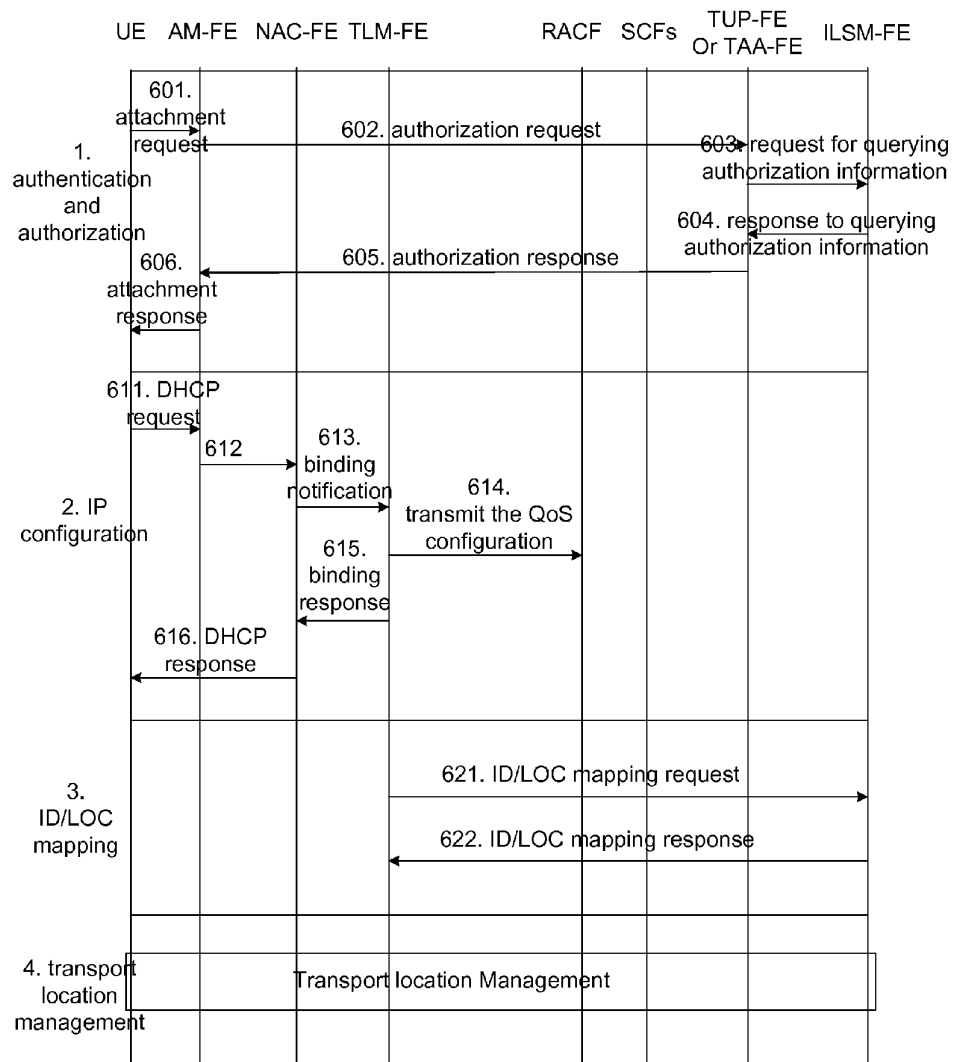 UE AM-FE NAC-FE TLM-FE RACF SCFs TUP-FE Or TAA-FE ILSM-FE
601.
attachment
request
602. authorization request
603. request for querying
authorization information
1.
authentication
and
authorization
604. response to querying
authorization information
605. authorization response
606.
attachment
response
611. DHCP
request
612
613.
binding
notification
614.
transmit the QoS
configuration
2. IP
configuration
615.
binding
response
616. DHCP
response
621. ID/LOC mapping request
3.
ID/LOC
mapping
622. ID/LOC mapping response
4. transport
location
management
Transport location Management